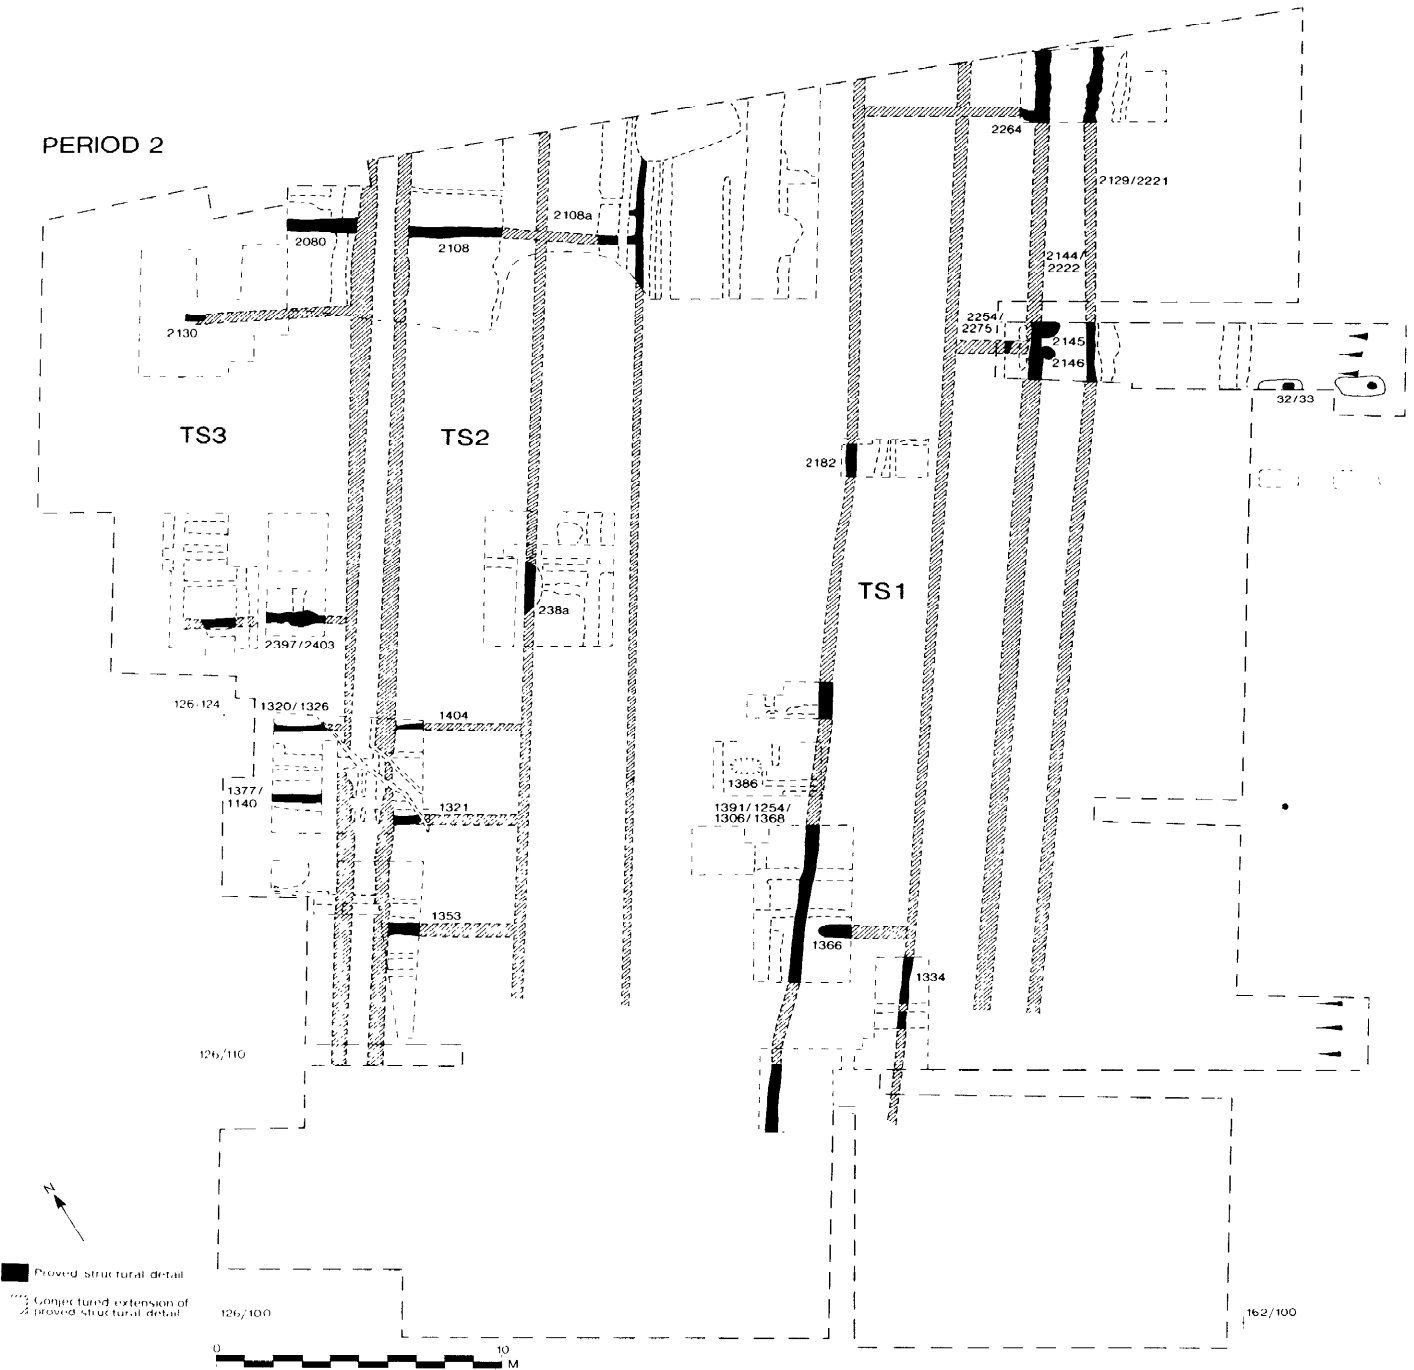 PERIOD 2
2264
2129/2221
2108a
2080
2108
2144/
2222
2130
2254/
2275
2145
2146
32/33
TS3
TS2
2182
TS1
238a
2397/2403
126-124
1320/1326
1404
1377/
1140
1321
1386
1391/1254/
1306/1368
1353
1366
1334
126/110
N
Proved structural detail
Conjectured extension of
proved structural detail
126/100
162/100
0
10
M